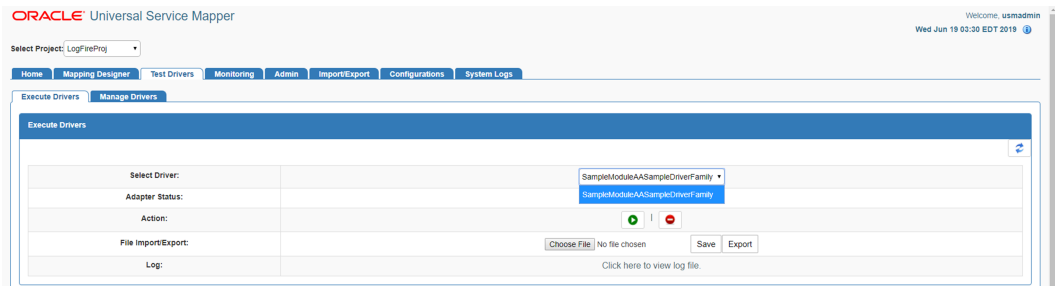 ORACLE Universal Service Mapper
Welcome, usmadmin
Wed Jun 19 03:30 EDT 2019
Select Project: LogFireProj
Home Mapping Designer Test Drivers Monitoring Admin Import/Export Configurations System Logs
Execute Drivers Manage Drivers
Execute Drivers
Select Driver: SampleModuleAASampleDriverFamily
Adapter Status: SampleModuleAASampleDriverFamily
Action: |
File Import/Export: Choose File No file chosen Save Export
Log: Click here to view log file.